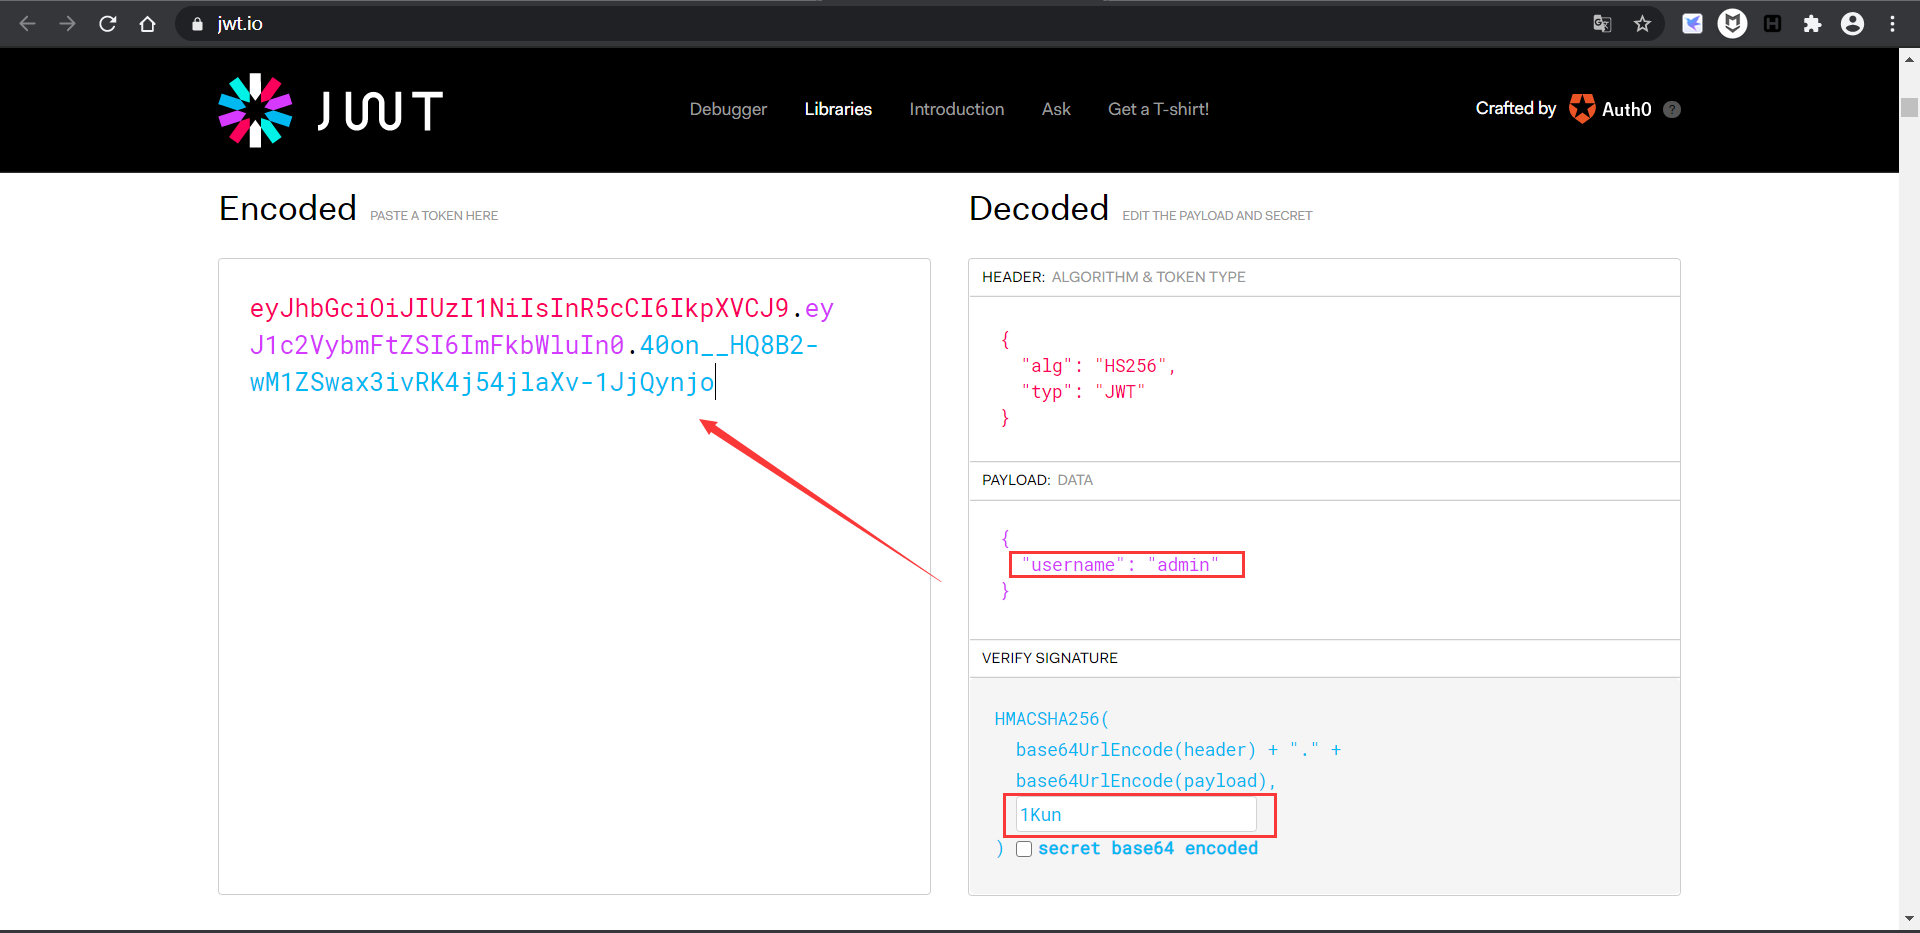 jwt.io
JWT
Debugger Libraries Introduction Ask Get a T-shirt! Crafted by Auth0 ?
Encoded PASTE A TOKEN HERE
Decoded EDIT THE PAYLOAD AND SECRET
eyJhbGciOiJIUzI1NiIsInR5cCI6IkpXVCJ9.ey
J1c2VybmFtZSI6ImFkbWluIn0.40on__HQ8B2-
wM1ZSwax3ivRK4j54jlaXv-1JjQynjo
HEADER: ALGORITHM & TOKEN TYPE
{
"alg": "HS256",
"typ": "JWT"
}
PAYLOAD: DATA
{
"username": "admin"
}
VERIFY SIGNATURE
HMACSHA256(
base64UrlEncode(header) + "." +
base64UrlEncode(payload),
1Kun
) secret base64 encoded